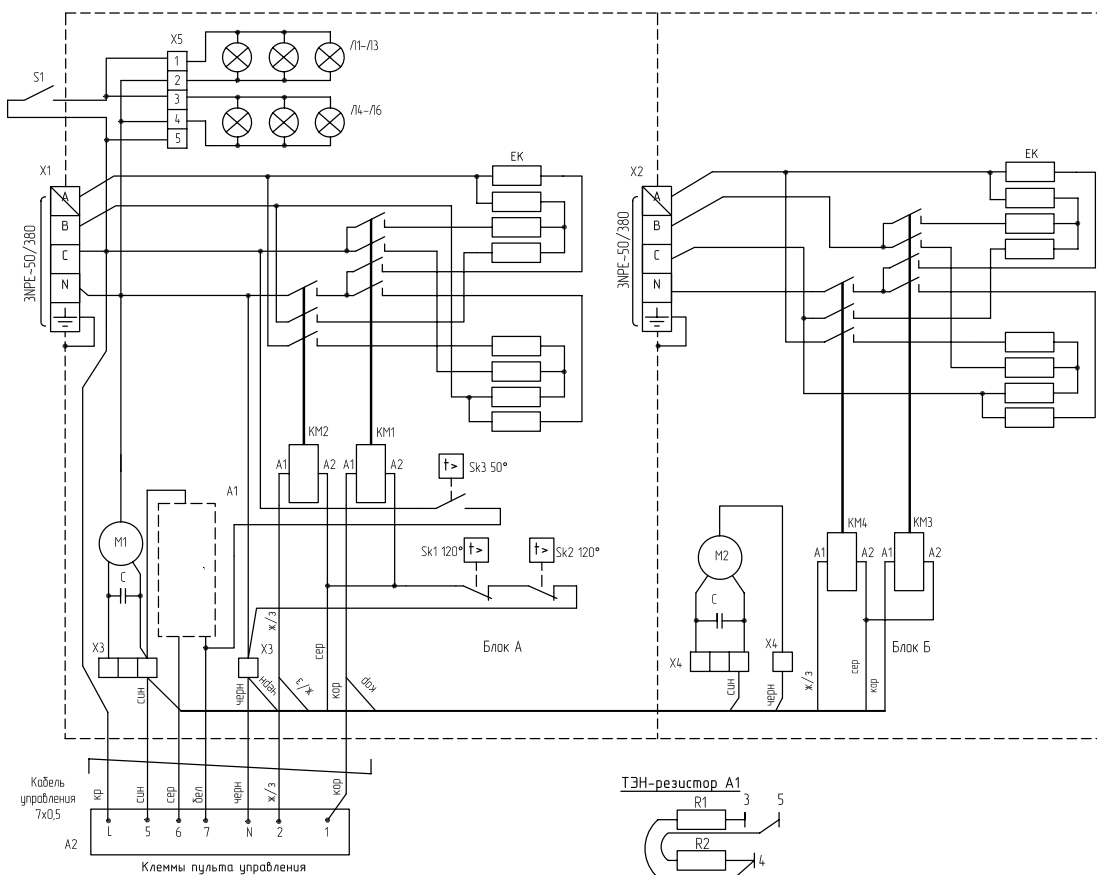 X5
S1
1
2
3
4
5
Л1-Л3
Л4-Л6
X1
A
B
C
N
3NPE~50/380
EK
X2
A
B
C
N
3NPE~50/380
EK
KM2
KM1
A1
A2
A1
A2
t>
Sk3 50°
A1
M1
C
Sk1 120°
t>
Sk2 120°
t>
KM4
KM3
A1
A2
A1
A2
M2
C
X3
X3
Блок А
X4
X4
Блок Б
син
черн
черн
ж/з
ж/з
сер
кор
кор
син
черн
ж/з
сер
кор
Кабель
управления
7x0,5
кр
син
сер
бел
черн
ж/з
кор
A2
L
5
6
7
N
2
1
Клеммы пульта управления
ТЭН-резистор А1
R1
3
5
R2
4